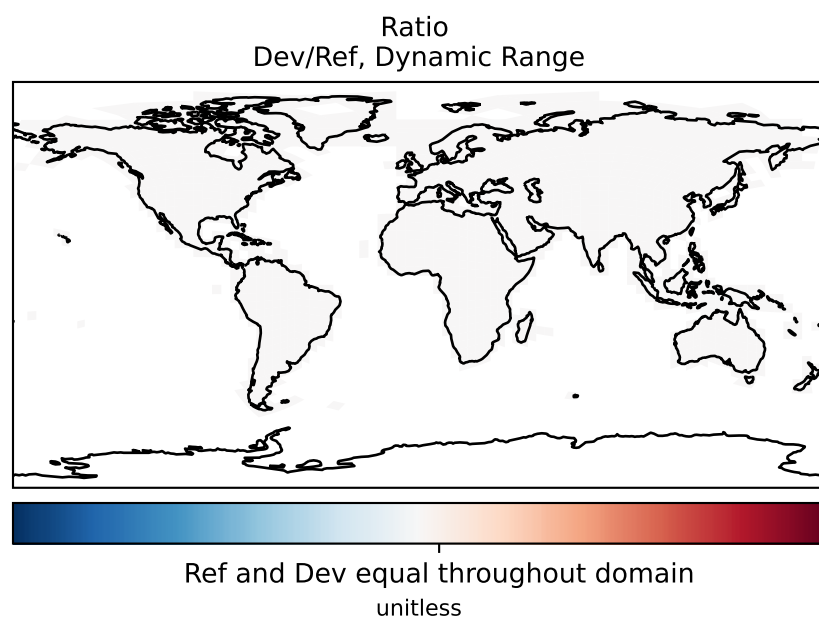 Ratio
Dev/Ref, Dynamic Range
Ref and Dev equal throughout domain
unitless